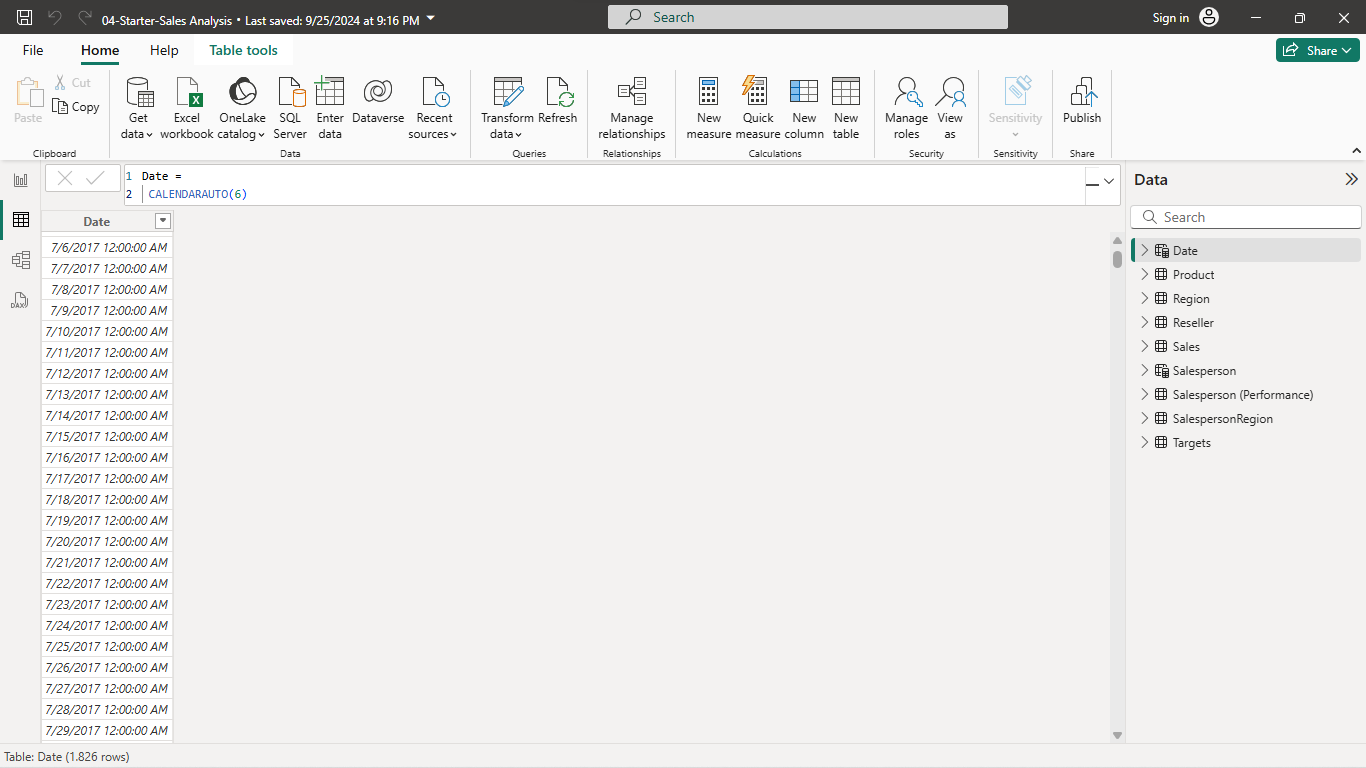 04-Starter-Sales Analysis • Last saved: 9/25/2024 at 9:16 PM
Search
Sign in
File
Home
Help
Table tools
Share
Paste
Cut
Copy
Clipboard
Get data
Excel workbook
OneLake catalog
SQL Server
Enter data
Dataverse
Recent sources
Data
Transform data
Refresh
Queries
Manage relationships
Relationships
New measure
Quick measure
New column
New table
Calculations
Manage roles
View as
Security
Sensitivity
Sensitivity
Publish
Share
1 Date =
2 CALENDARAUTO(6)
Date
7/6/2017 12:00:00 AM
7/7/2017 12:00:00 AM
7/8/2017 12:00:00 AM
7/9/2017 12:00:00 AM
7/10/2017 12:00:00 AM
7/11/2017 12:00:00 AM
7/12/2017 12:00:00 AM
7/13/2017 12:00:00 AM
7/14/2017 12:00:00 AM
7/15/2017 12:00:00 AM
7/16/2017 12:00:00 AM
7/17/2017 12:00:00 AM
7/18/2017 12:00:00 AM
7/19/2017 12:00:00 AM
7/20/2017 12:00:00 AM
7/21/2017 12:00:00 AM
7/22/2017 12:00:00 AM
7/23/2017 12:00:00 AM
7/24/2017 12:00:00 AM
7/25/2017 12:00:00 AM
7/26/2017 12:00:00 AM
7/27/2017 12:00:00 AM
7/28/2017 12:00:00 AM
7/29/2017 12:00:00 AM
DAX
Data
Search
Date
Product
Region
Reseller
Sales
Salesperson
Salesperson (Performance)
SalespersonRegion
Targets
Table: Date (1.826 rows)